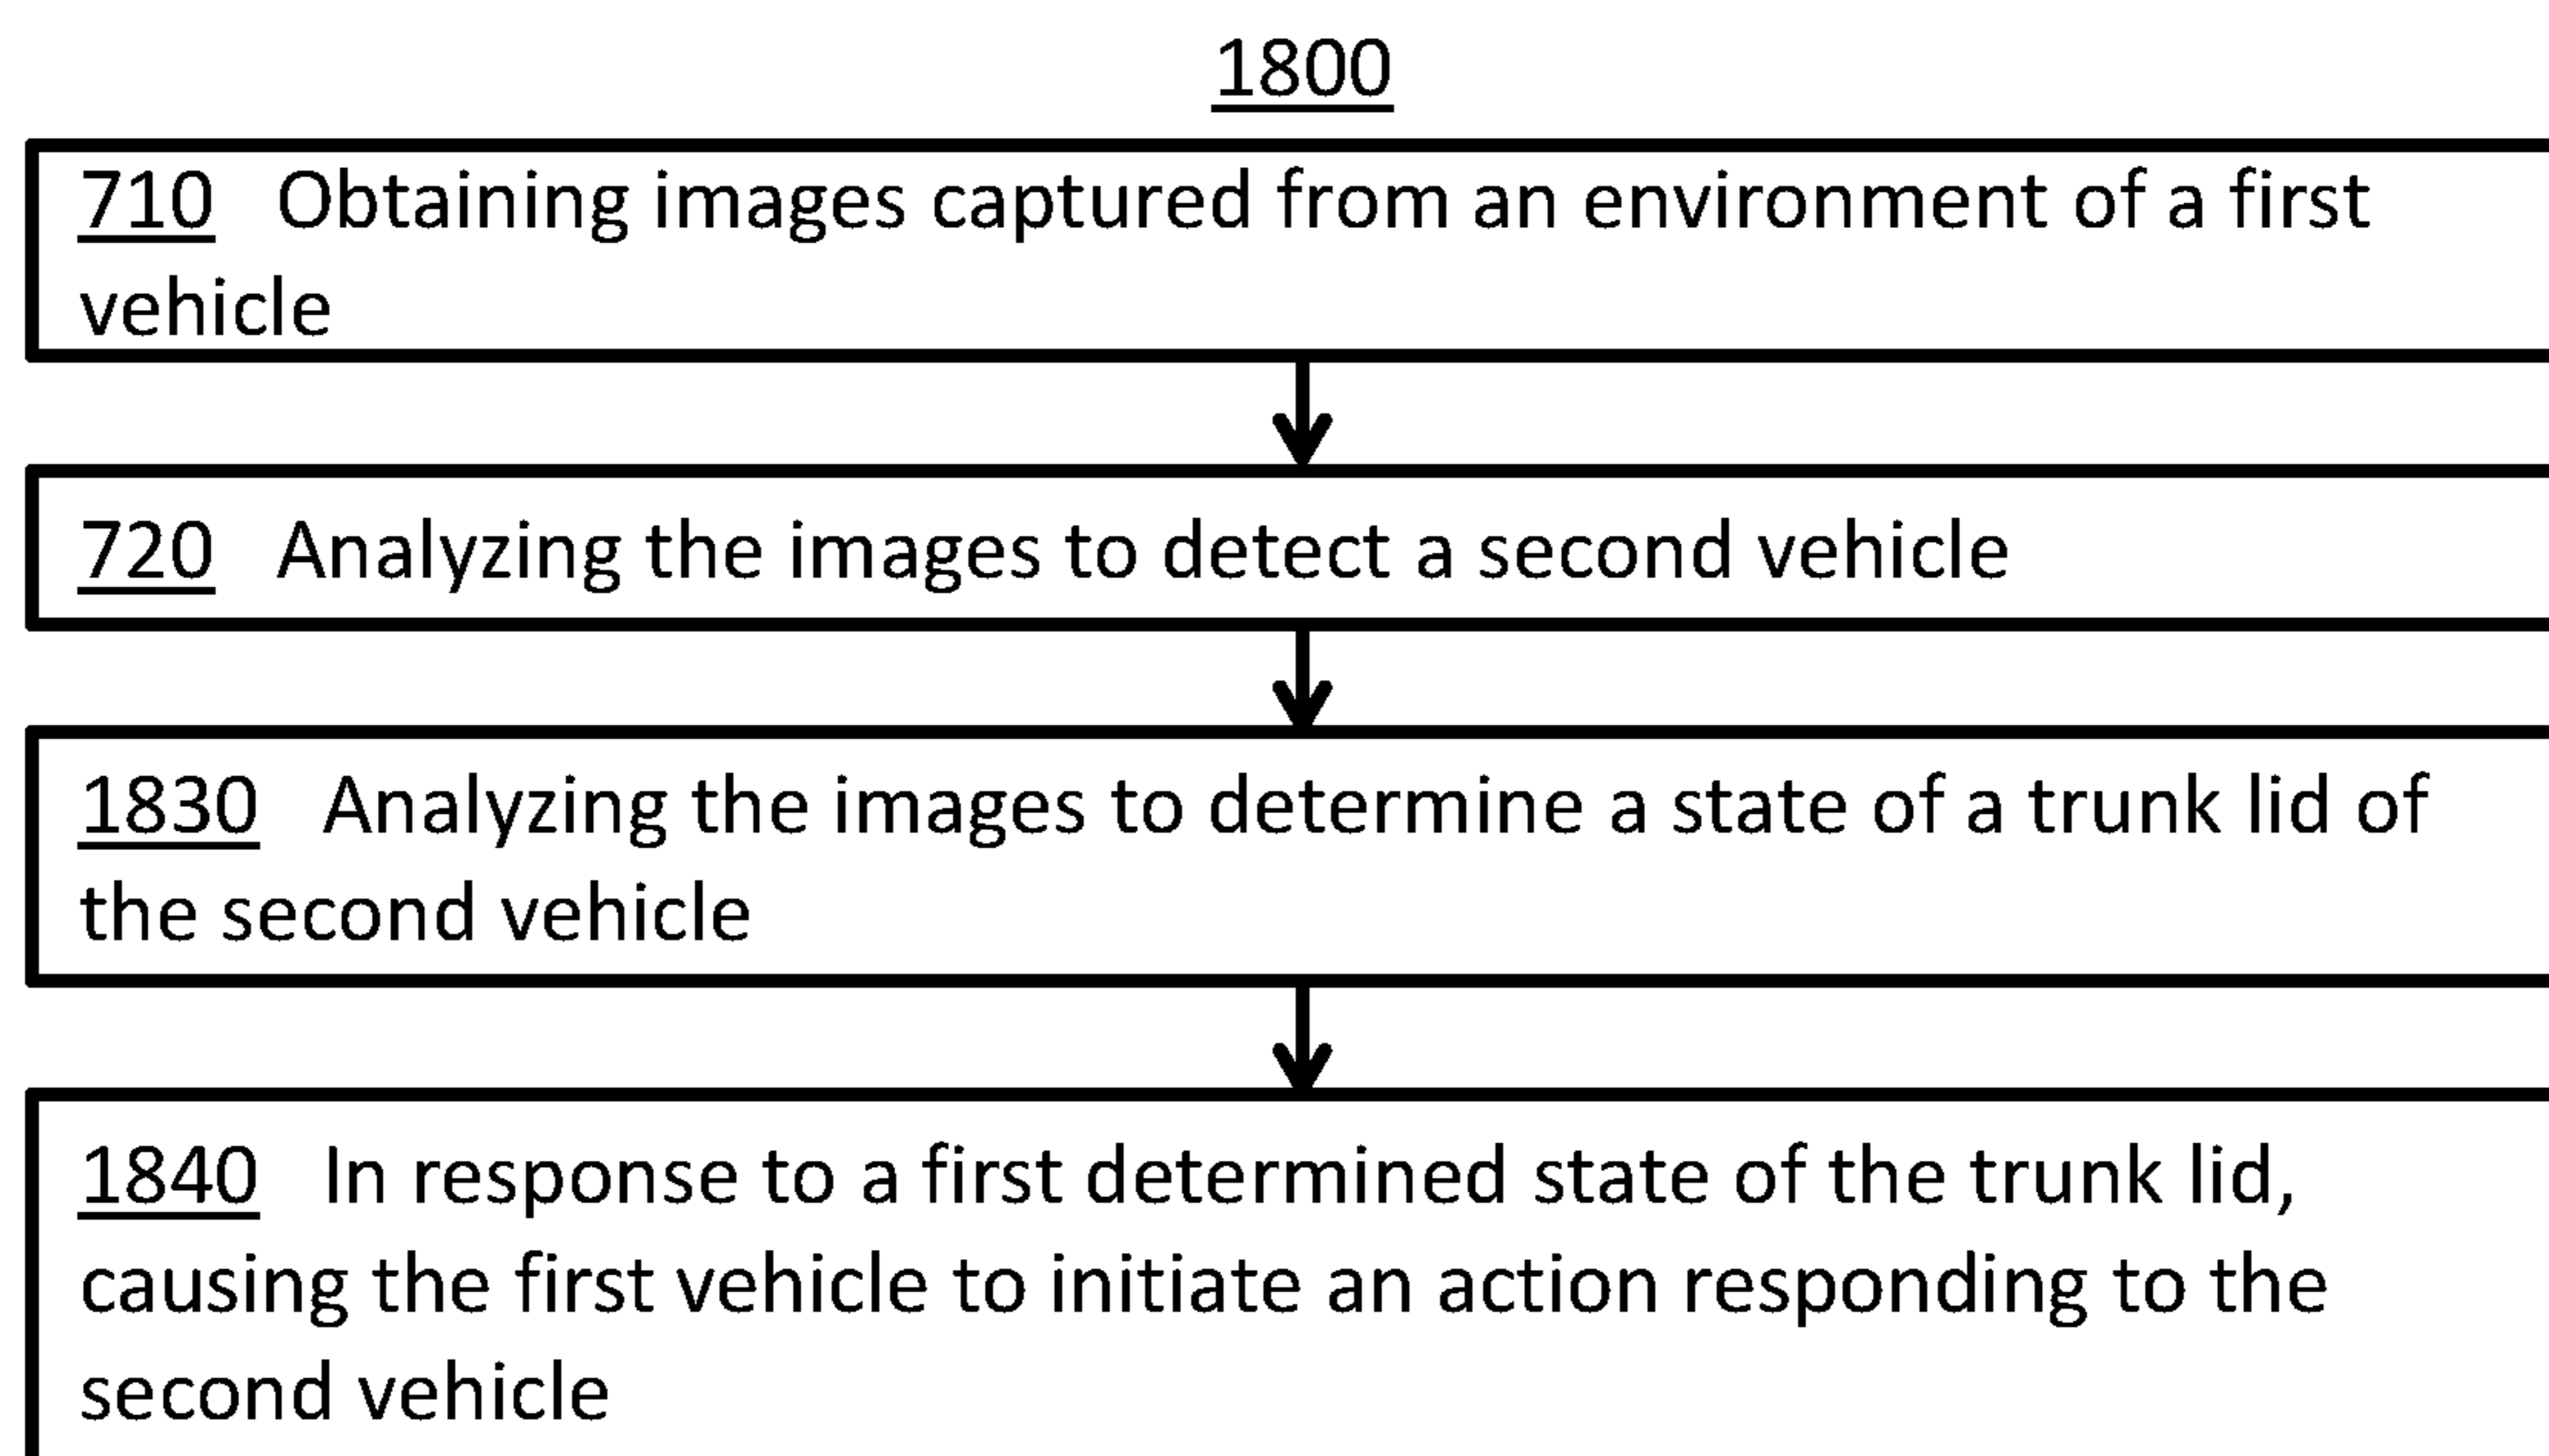 1800
710 Obtaining images captured from an environment of a first
vehicle
720 Analyzing the images to detect a second vehicle
1830 Analyzing the images to determine a state of a trunk lid of
the second vehicle
1840 In response to a first determined state of the trunk lid,
causing the first vehicle to initiate an action responding to the
second vehicle